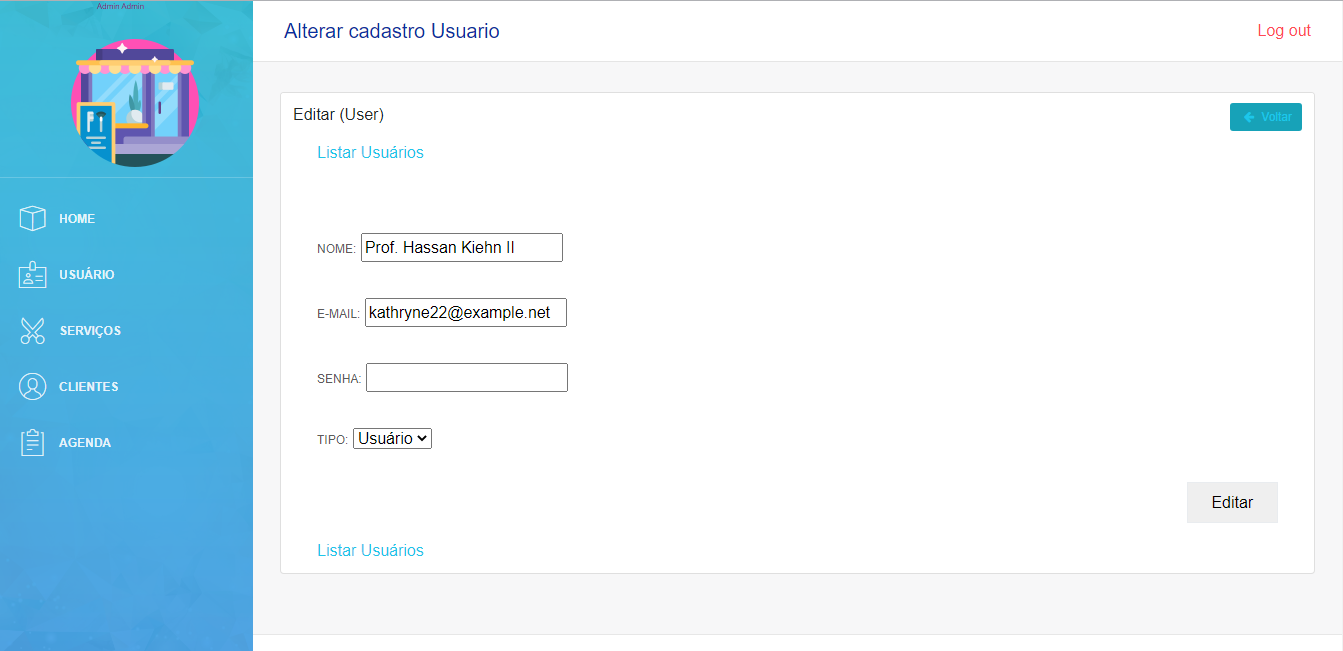 Admin Admin
HOME
USUÁRIO
SERVIÇOS
CLIENTES
AGENDA
Alterar cadastro Usuario
Log out
Editar (User)
Voltar
Listar Usuários
NOME: Prof. Hassan Kiehn II
E-MAIL: kathryne22@example.net
SENHA:
TIPO: Usuário
Editar
Listar Usuários